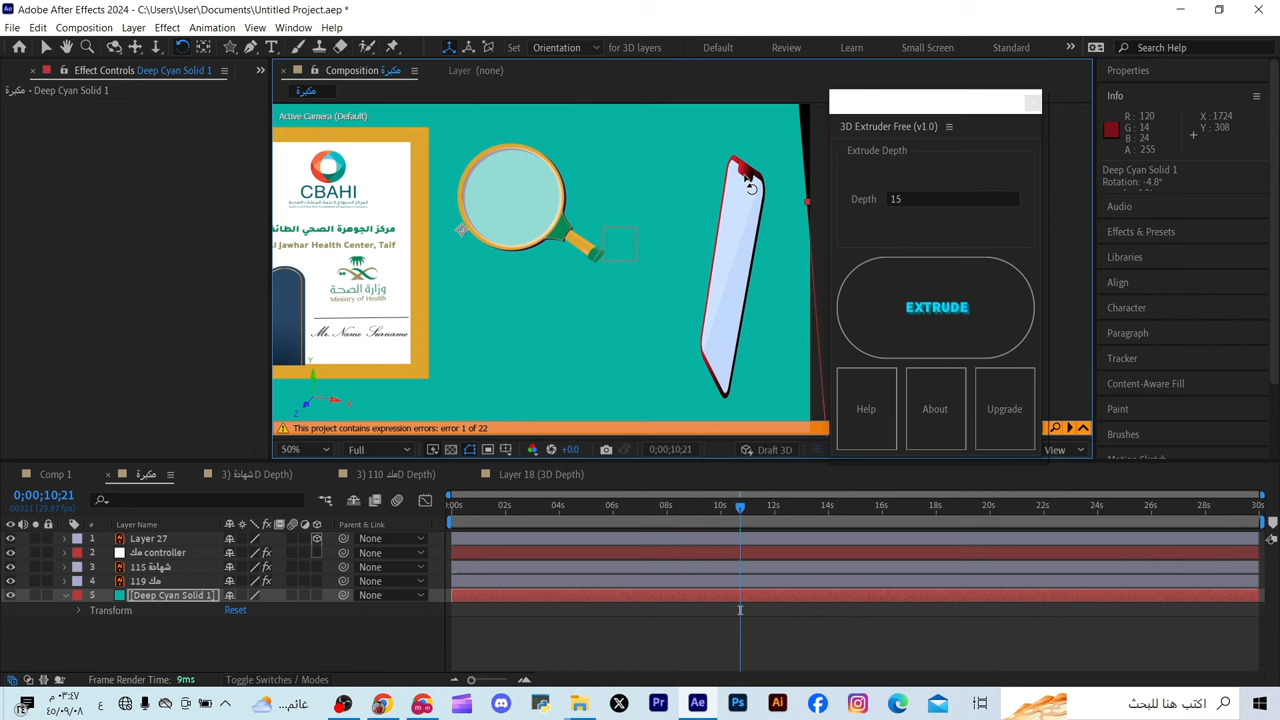 Adobe After Effects 2024 - C:\Users\User\Documents\Untitled Project.aep *
File Edit Composition Layer Effect Animation View Window Help
Set Orientation for 3D layers Default Review Learn Small Screen Standard Search Help
Effect Controls Deep Cyan Solid 1
Composition مكبرة
Layer (none)
Properties
مكبرة • Deep Cyan Solid 1
مكبرة
Info
Active Camera (Default)
3D Extruder Free (v1.0)
Extrude Depth
Depth 15
EXTRUDE
Help About Upgrade
R : 120
G : 14
B : 24
A : 255
X : 1724
Y : 308
Deep Cyan Solid 1
Rotation: -4.8°
Audio
Effects & Presets
Libraries
Align
Character
Paragraph
Tracker
Content-Aware Fill
Paint
Brushes
CBAHI
مركز الجوهرة الصحي الطائ
Al Jawhar Health Center, Taif
وزارة الصحة
Ministry of Health
Mr. Name Surname
Y
Z
This project contains expression errors: error 1 of 22
50% Full +0.0 0;00;10;21 Draft 3D View
Comp 1 مكبرة
0;00;10;21
00321 (29.97 fps)
:00s 02s 04s 06s 08s 10s 12s 14s 16s 18s 20s 22s 24s 26s 28s 30s
# Layer Name Parent & Link
1 Layer 27 None
2 مك controller None
3 شهادة 115 None
4 مك 119 None
5 [Deep Cyan Solid 1] None
Transform Reset
Frame Render Time: 9ms
Toggle Switches / Modes
3) شهادة (3D Depth)
3) مك 110 (3D Depth)
Layer 18 (3D Depth)
م ٠٣:٤٧
٤٥/٠٩/٠٨
ع
غائم...
اكتب هنا للبحث